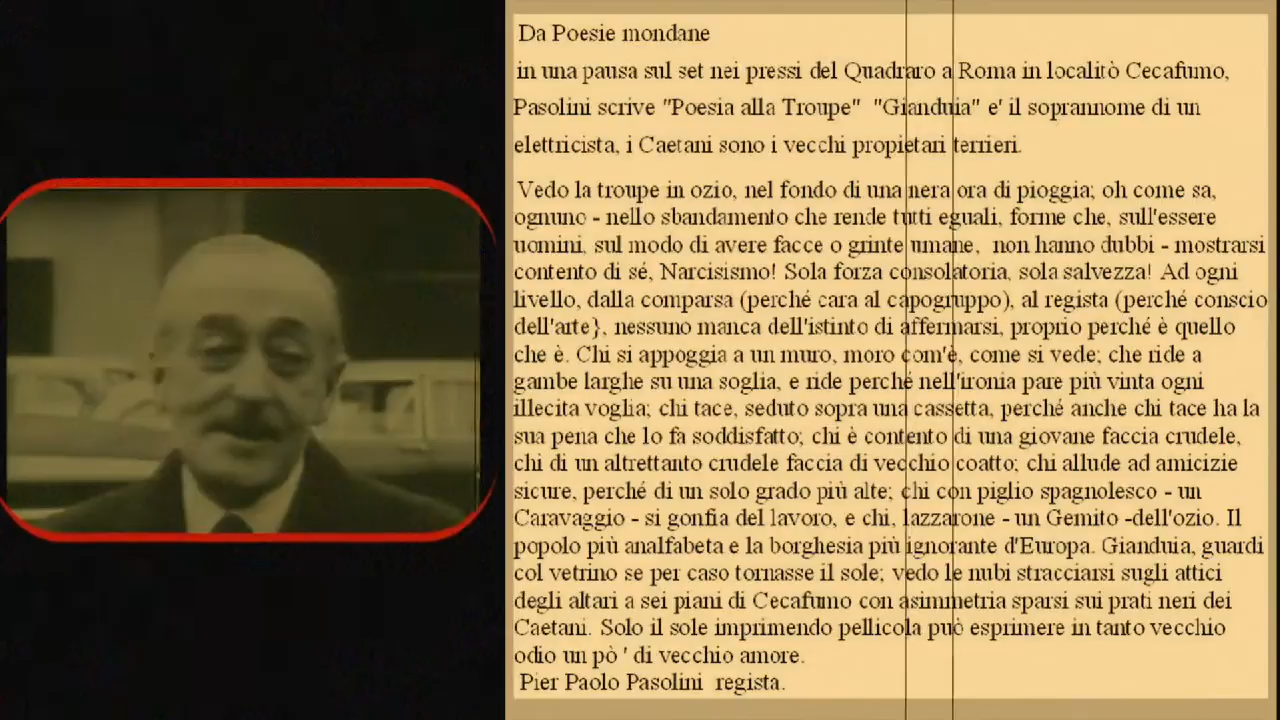 Da Poesie mondane
in una pausa sul set nei pressi del Quadraro a Roma in localitò Cecafumo,
Pasolini scrive "Poesia alla Troupe" "Gianduia" e' il soprannome di un
elettricista, i Caetani sono i vecchi propietari terrieri.
Vedo la troupe in ozio, nel fondo di una nera ora di pioggia; oh come sa,
ognuno - nello sbandamento che rende tutti eguali, forme che, sull'essere
uomini, sul modo di avere facce o grinte umane, non hanno dubbi - mostrarsi
contento di sé, Narcisismo! Sola forza consolatoria, sola salvezza! Ad ogni
livello, dalla comparsa (perché cara al capogruppo), al regista (perché conscio
dell'arte}, nessuno manca dell'istinto di affermarsi, proprio perché è quello
che è. Chi si appoggia a un muro, moro com'è, come si vede; che ride a
gambe larghe su una soglia, e ride perché nell'ironia pare più vinta ogni
illecita voglia; chi tace, seduto sopra una cassetta, perché anche chi tace ha la
sua pena che lo fa soddisfatto; chi è contento di una giovane faccia crudele,
chi di un altrettanto crudele faccia di vecchio coatto; chi allude ad amicizie
sicure, perché di un solo grado più alte; chi con piglio spagnolesco - un
Caravaggio - si gonfia del lavoro, e chi, lazzarone - un Gemito -dell'ozio. Il
popolo più analfabeta e la borghesia più ignorante d'Europa. Gianduia, guardi
col vetrino se per caso tornasse il sole; vedo le nubi stracciarsi sugli attici
degli altari a sei piani di Cecafumo con asimmetria sparsi sui prati neri dei
Caetani. Solo il sole imprimendo pellicola può esprimere in tanto vecchio
odio un pò ' di vecchio amore.
Pier Paolo Pasolini regista.